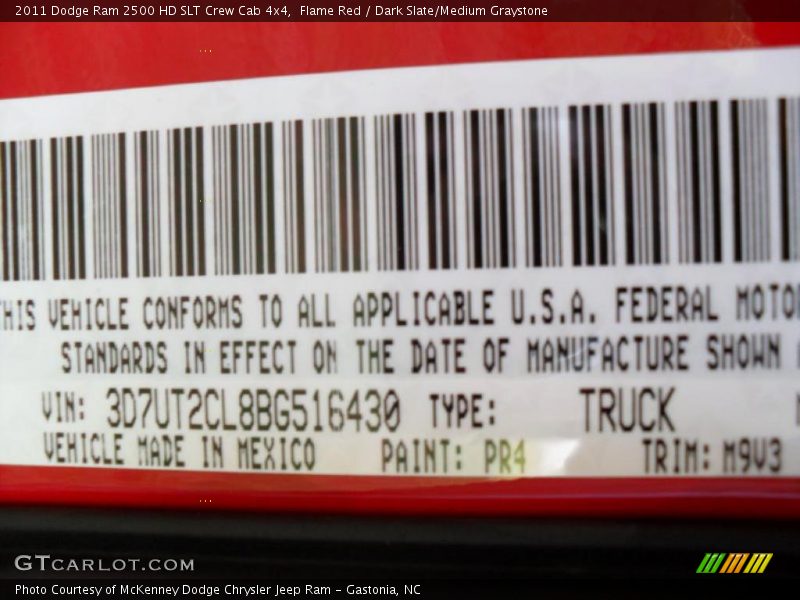 2011 Dodge Ram 2500 HD SLT Crew Cab 4x4, Flame Red / Dark Slate/Medium Graystone
THIS VEHICLE CONFORMS TO ALL APPLICABLE U.S.A. FEDERAL MOTO
STANDARDS IN EFFECT ON THE DATE OF MANUFACTURE SHOWN
VIN: 3D7UT2CL8BG516430 TYPE: TRUCK
VEHICLE MADE IN MEXICO PAINT: PR4 TRIM: M9V3
GTCARLOT.COM
Photo Courtesy of McKenney Dodge Chrysler Jeep Ram - Gastonia, NC